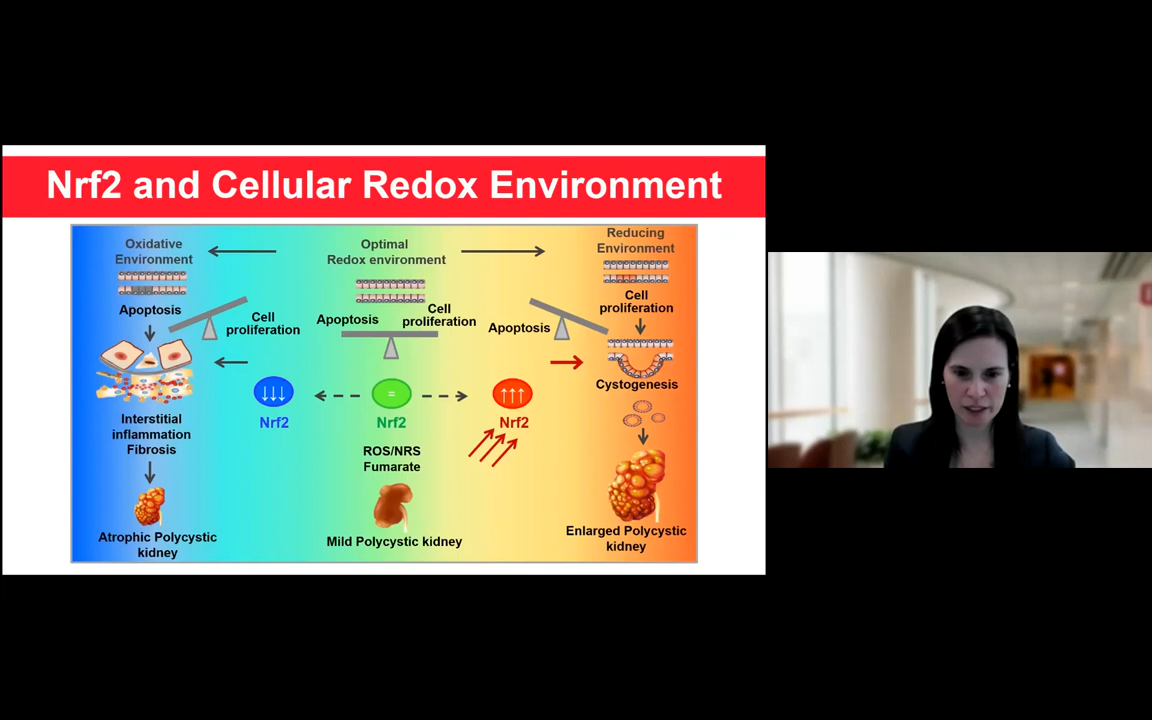 Nrf2 and Cellular Redox Environment
Oxidative
Environment
Apoptosis
Cell
proliferation
Interstitial
inflammation
Fibrosis
Atrophic Polycystic
kidney
↓↓↓
Nrf2
Optimal
Redox environment
Apoptosis
Cell
proliferation
=
Nrf2
ROS/NRS
Fumarate
Mild Polycystic kidney
Apoptosis
↑↑↑
Nrf2
Reducing
Environment
Cell
proliferation
Cystogenesis
Enlarged Polycystic
kidney